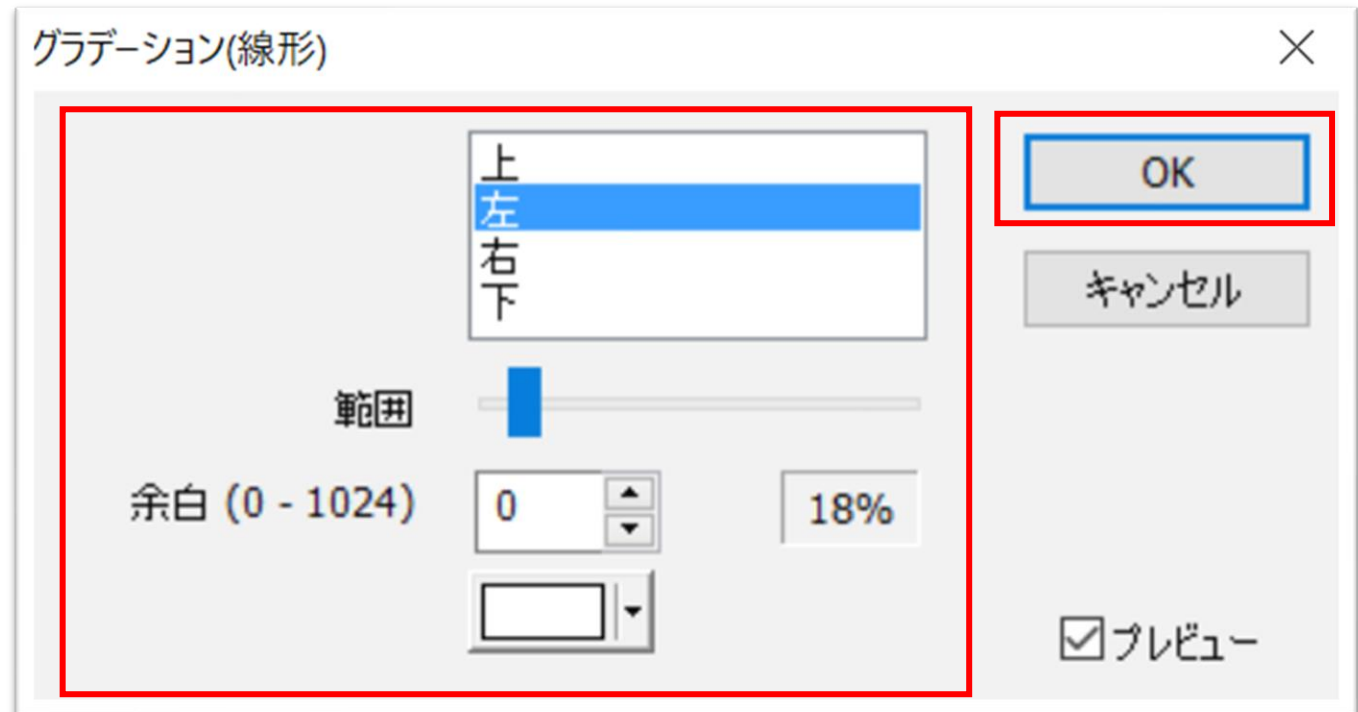 グラデーション(線形)
上
左
右
下
範囲
余白 (0 - 1024)
0
18%
OK
キャンセル
プレビュー